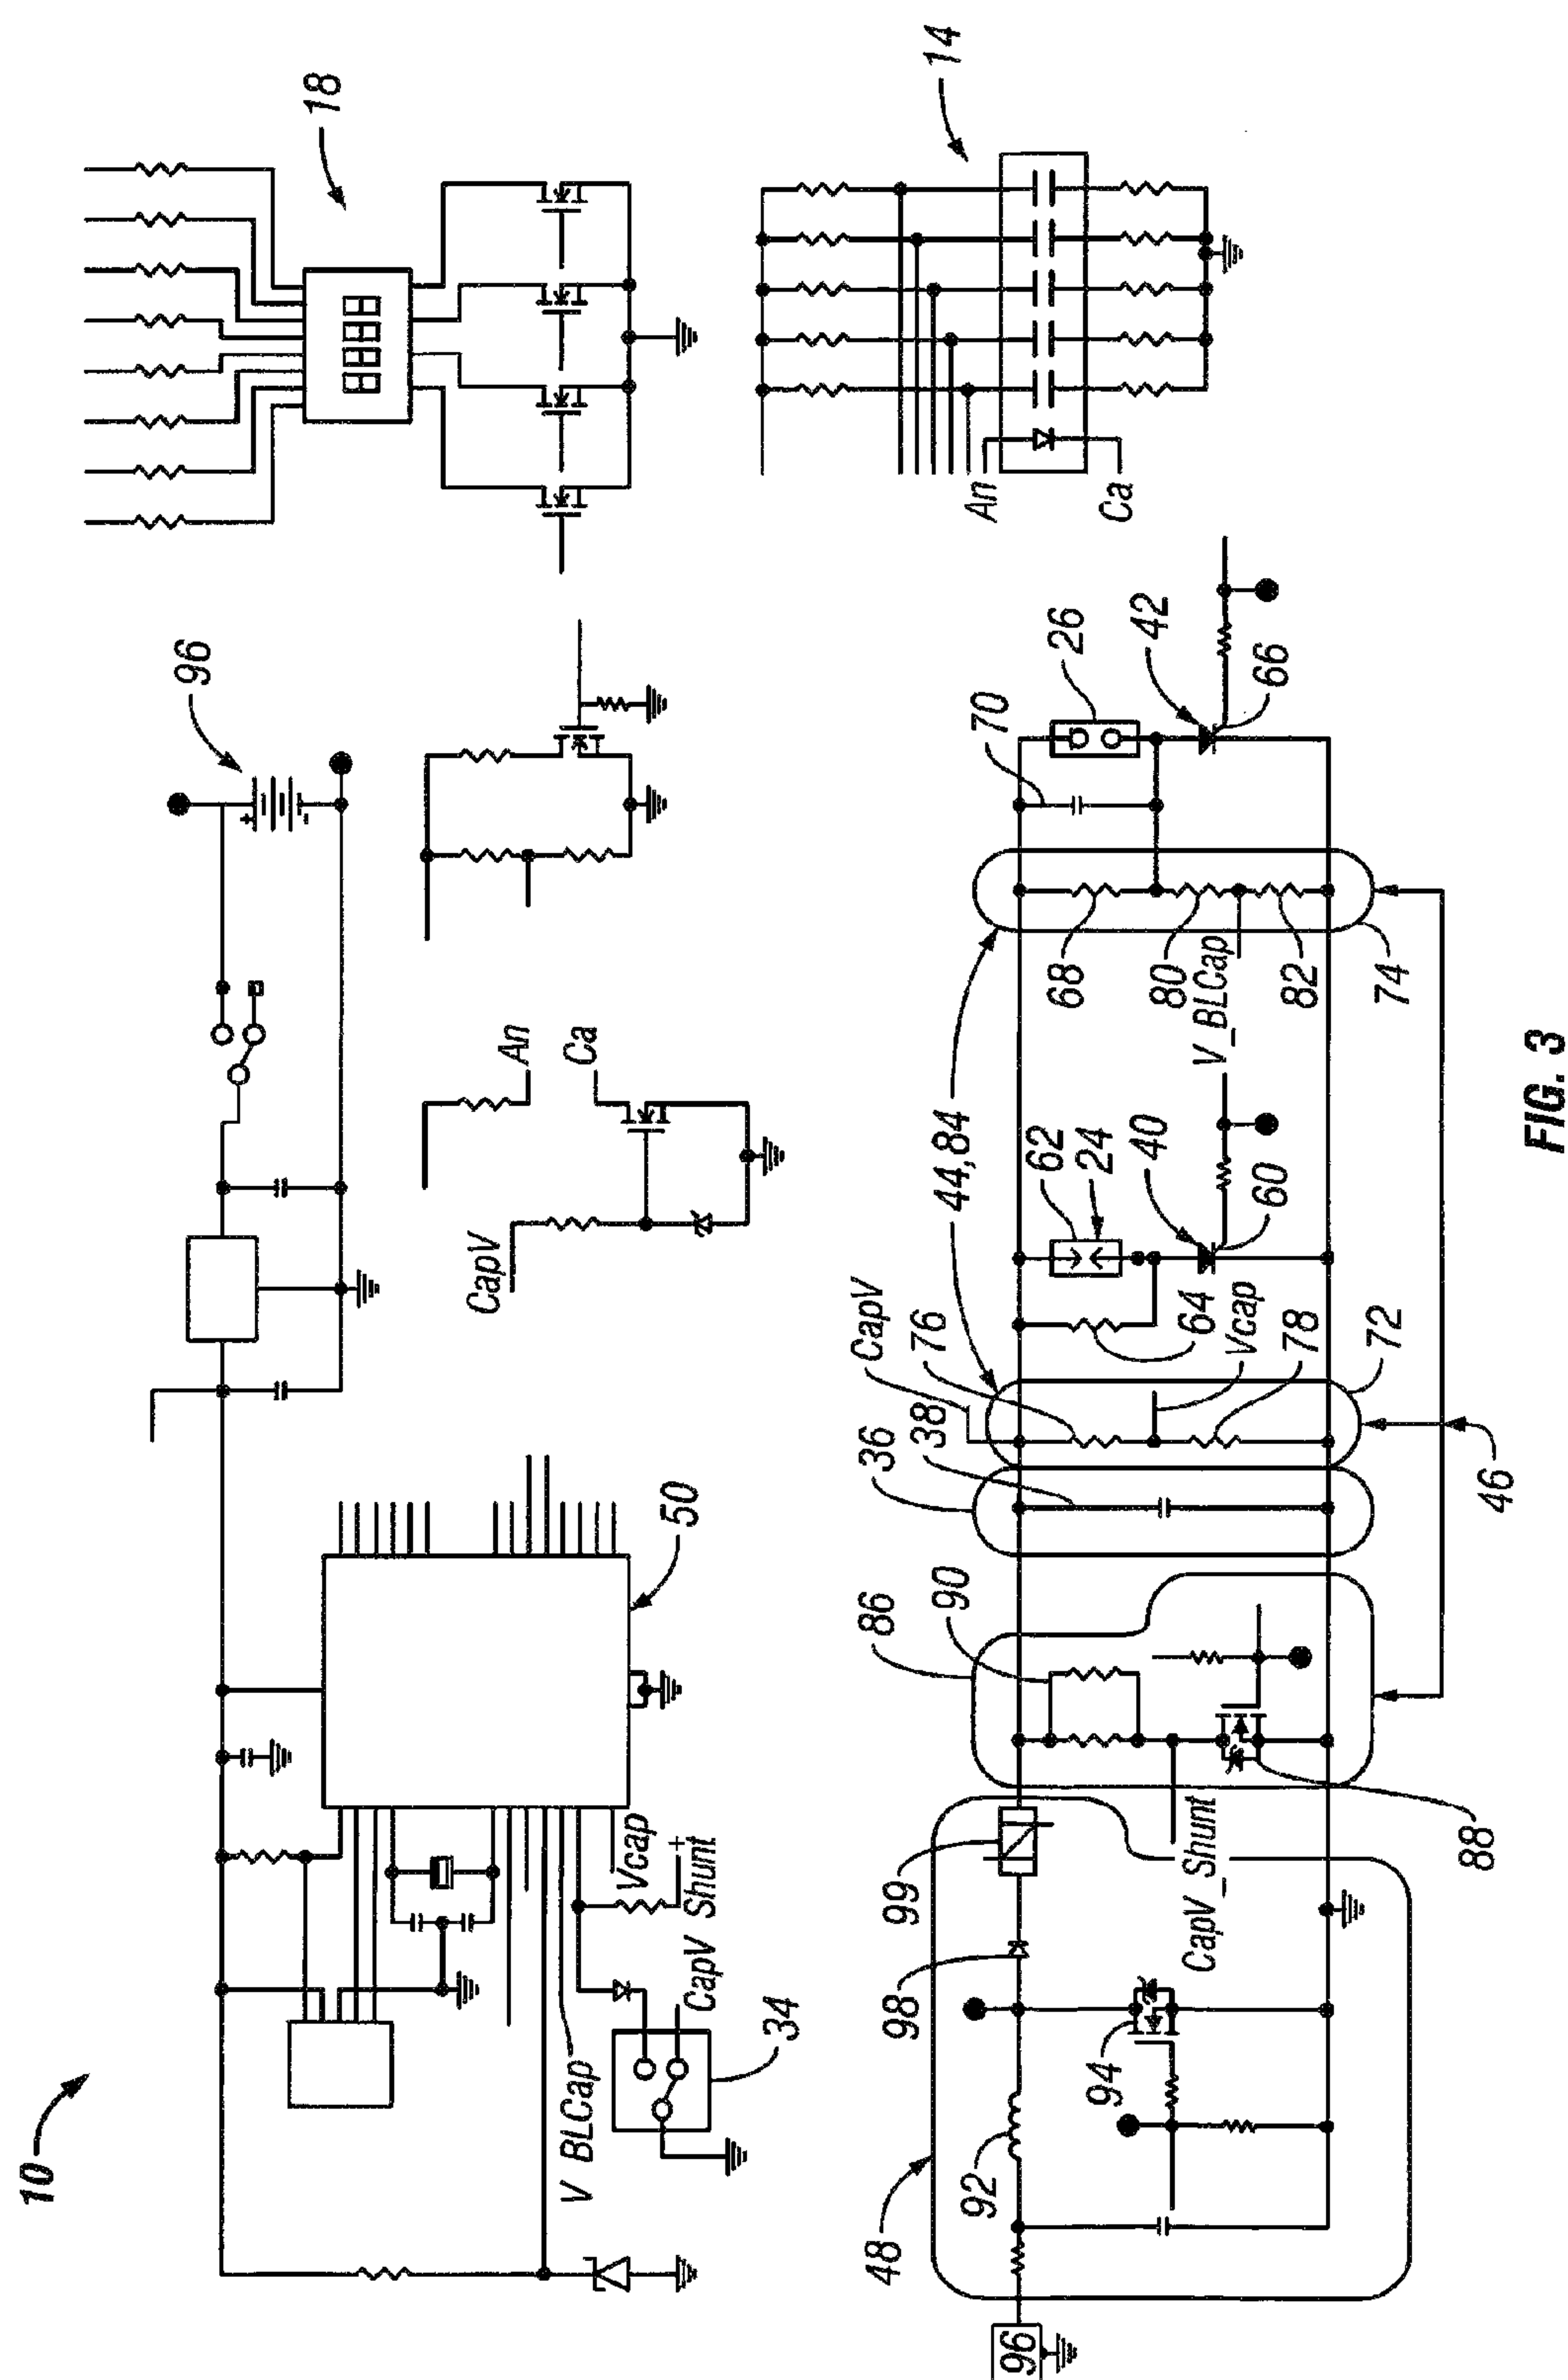 10
96
18
50
CapV
An
Ca
14
An
Ca
V BLCap
Vcap
+
CapV Shunt
34
+
-
48
96
92
94
98
99
CapV_Shunt
88
86
90
36
38
CapV
76
Vcap
78
72
64
62
24
40
60
44,84
46
V_BLCap
68
80
82
74
70
26
42
66
FIG. 3